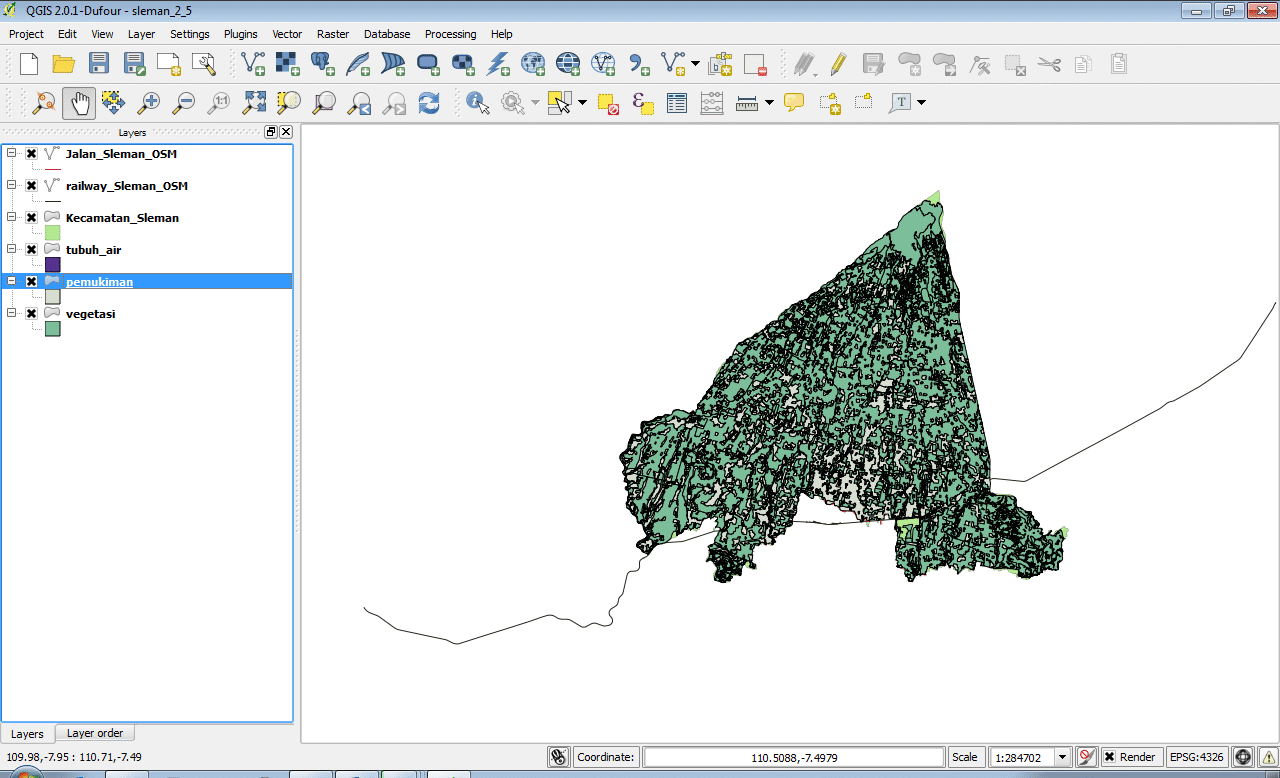 QGIS 2.0.1-Dufour - sleman_2_5
Project Edit View Layer Settings Plugins Vector Raster Database Processing Help
1:1
T
Layers
Jalan_Sleman_OSM
railway_Sleman_OSM
Kecamatan_Sleman
tubuh_air
pemukiman
vegetasi
Layers Layer order
109.98,-7.95 : 110.71,-7.49 Coordinate: 110.5088,-7.4979 Scale 1:284702 Render EPSG:4326